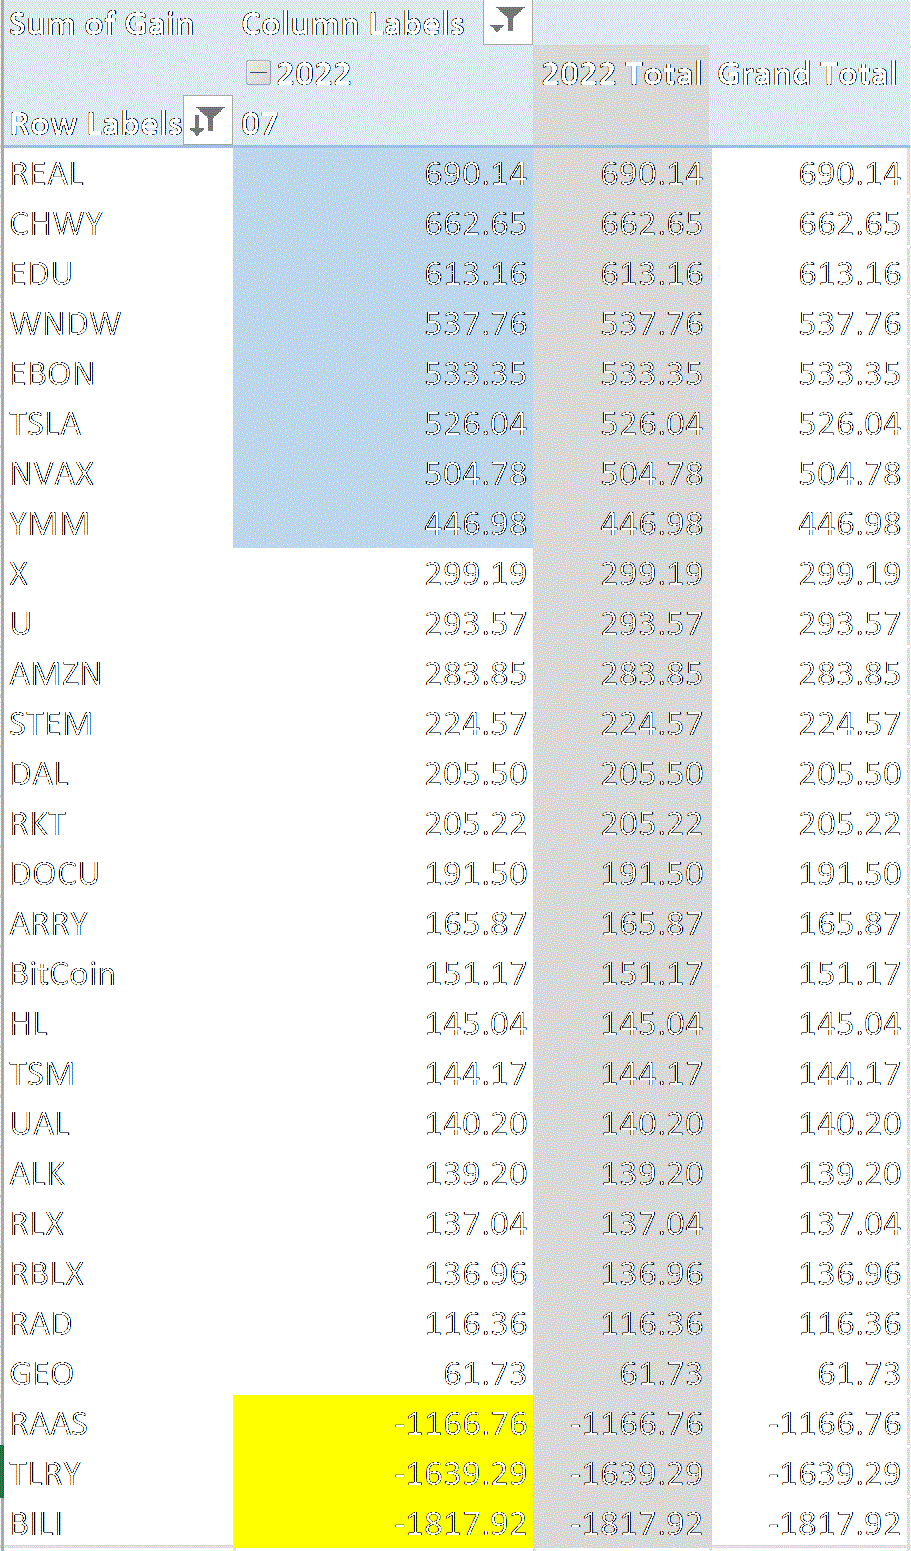 Sum of Gain Column Labels
2022 2022 Total Grand Total
Row Labels 07
REAL 690.14 690.14 690.14
CHWY 662.65 662.65 662.65
EDU 613.16 613.16 613.16
WNDW 537.76 537.76 537.76
EBON 533.35 533.35 533.35
TSLA 526.04 526.04 526.04
NVAX 504.78 504.78 504.78
YMM 446.98 446.98 446.98
X 299.19 299.19 299.19
U 293.57 293.57 293.57
AMZN 283.85 283.85 283.85
STEM 224.57 224.57 224.57
DAL 205.50 205.50 205.50
RKT 205.22 205.22 205.22
DOCU 191.50 191.50 191.50
ARRY 165.87 165.87 165.87
BitCoin 151.17 151.17 151.17
HL 145.04 145.04 145.04
TSM 144.17 144.17 144.17
UAL 140.20 140.20 140.20
ALK 139.20 139.20 139.20
RLX 137.04 137.04 137.04
RBLX 136.96 136.96 136.96
RAD 116.36 116.36 116.36
GEO 61.73 61.73 61.73
RAAS -1166.76 -1166.76 -1166.76
TLRY -1639.29 -1639.29 -1639.29
BILI -1817.92 -1817.92 -1817.92